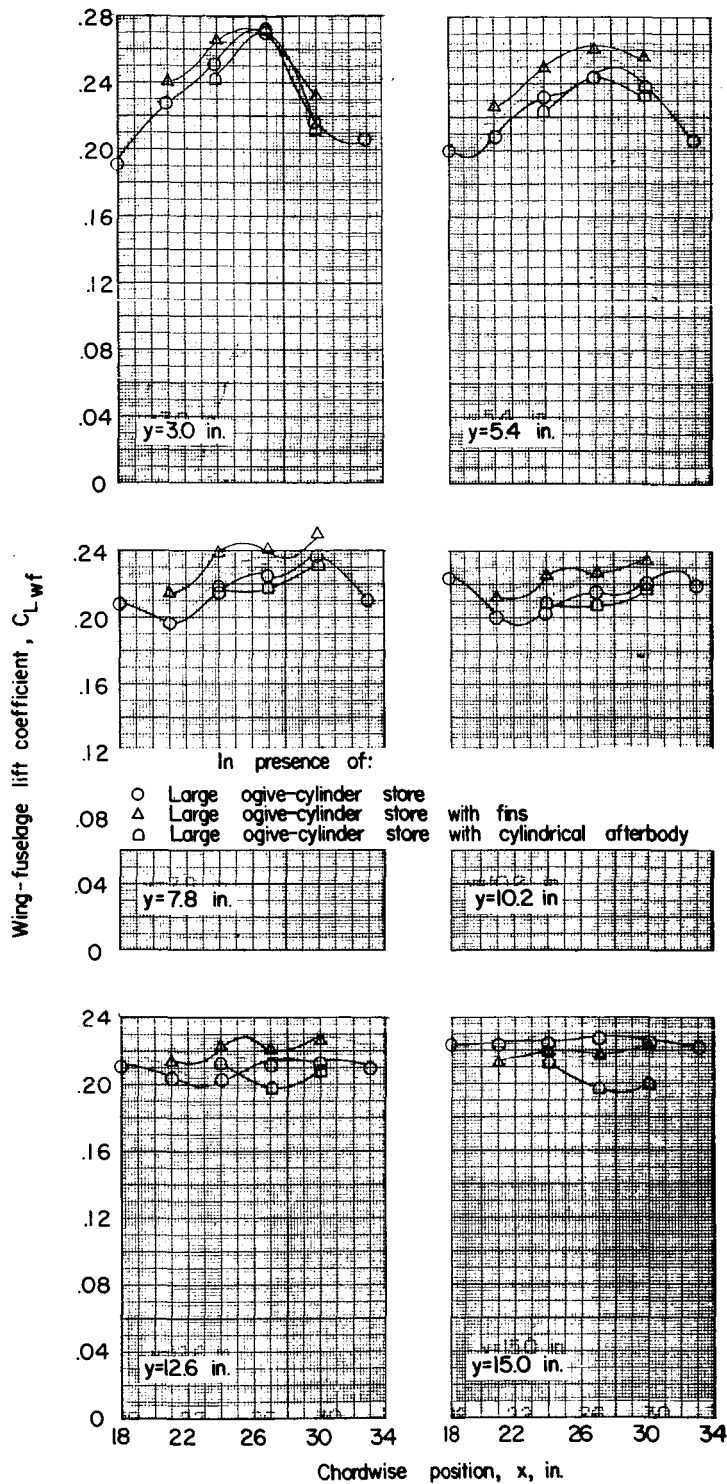 .28
.24
.20
.16
.12
.08
.04
0
y=3.0 in.
y=5.4 in.
Wing-fuselage lift coefficient, CLwf
.24
.20
.16
.12
In presence of:
Large ogive-cylinder store
Large ogive-cylinder store with fins
Large ogive-cylinder store with cylindrical afterbody
.08
.04
0
y=7.8 in.
y=10.2 in
.24
.20
.16
.12
.08
.04
0
y=12.6 in.
y=15.0 in.
18 22 26 30 34
18 22 26 30 34
Chordwise position, x, in.